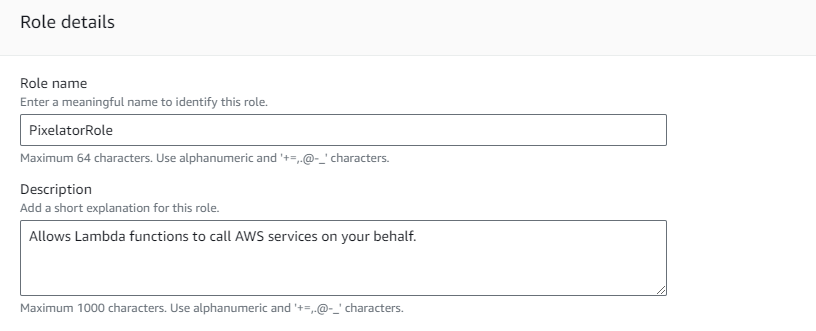 Role details
Role name
Enter a meaningful name to identify this role.
PixelatorRole
Maximum 64 characters. Use alphanumeric and '+=,.@-_' characters.
Description
Add a short explanation for this role.
Allows Lambda functions to call AWS services on your behalf.
Maximum 1000 characters. Use alphanumeric and '+=,.@-_' characters.